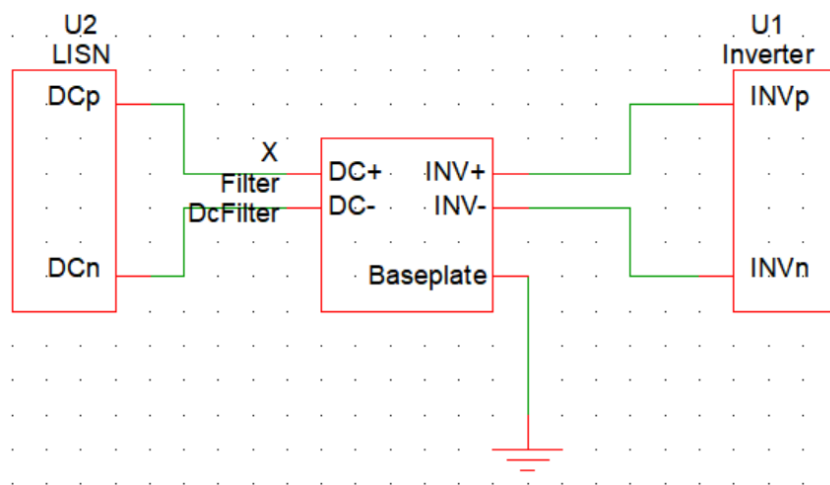 U2
LISN
DCp
DCn
X
Filter
DcFilter
DC+
DC-
INV+
INV-
Baseplate
U1
Inverter
INVp
INVn